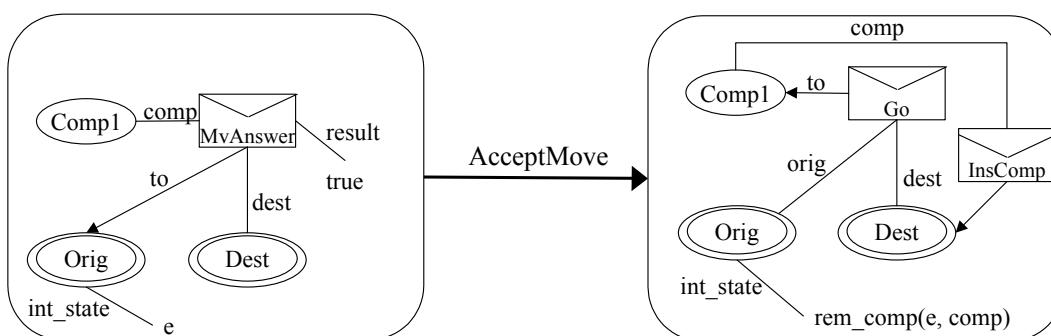 comp
Comp1
MvAnswer
result
true
to
dest
Orig
Dest
int_state
e
AcceptMove
comp
Comp1
to
Go
InsComp
orig
dest
Orig
Dest
int_state
rem_comp(e, comp)